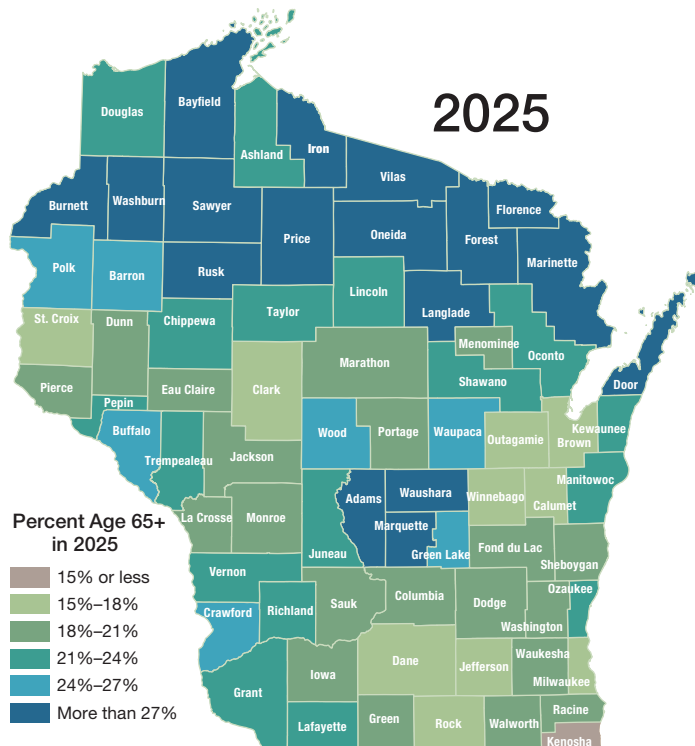 2025
Douglas
Bayfield
Ashland
Iron
Vilas
Burnett
Washburn
Sawyer
Price
Oneida
Forest
Florence
Marinette
Polk
Barron
Rusk
Lincoln
Langlade
St. Croix
Dunn
Chippewa
Taylor
Marathon
Menominee
Oconto
Shawano
Door
Pierce
Pepin
Eau Claire
Clark
Buffalo
Trempealeau
Jackson
Wood
Portage
Waupaca
Outagamie
Brown
Kewaunee
La Crosse
Monroe
Juneau
Adams
Waushara
Marquette
Green Lake
Winnebago
Calumet
Manitowoc
Fond du Lac
Sheboygan
Vernon
Crawford
Richland
Sauk
Columbia
Dodge
Washington
Ozaukee
Grant
Iowa
Dane
Jefferson
Waukesha
Milwaukee
Lafayette
Green
Rock
Walworth
Racine
Kenosha
Percent Age 65+
in 2025
15% or less
15%–18%
18%–21%
21%–24%
24%–27%
More than 27%